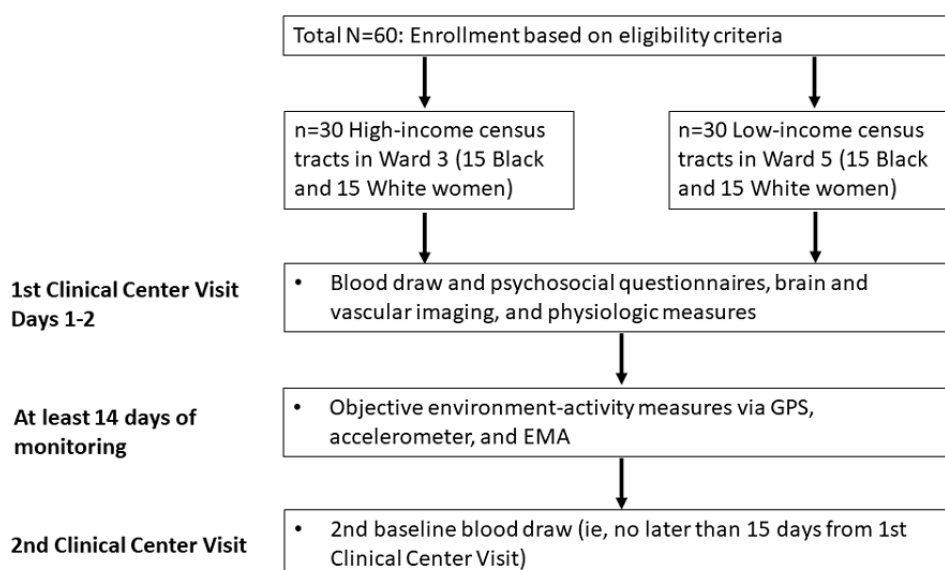 Total N=60: Enrollment based on eligibility criteria
n=30 High-income census
tracts in Ward 3 (15 Black
and 15 White women)
n=30 Low-income census
tracts in Ward 5 (15 Black
and 15 White women)
1st Clinical Center Visit
Days 1-2
• Blood draw and psychosocial questionnaires, brain and
vascular imaging, and physiologic measures
At least 14 days of
monitoring
• Objective environment-activity measures via GPS,
accelerometer, and EMA
2nd Clinical Center Visit
• 2nd baseline blood draw (ie, no later than 15 days from 1st
Clinical Center Visit)